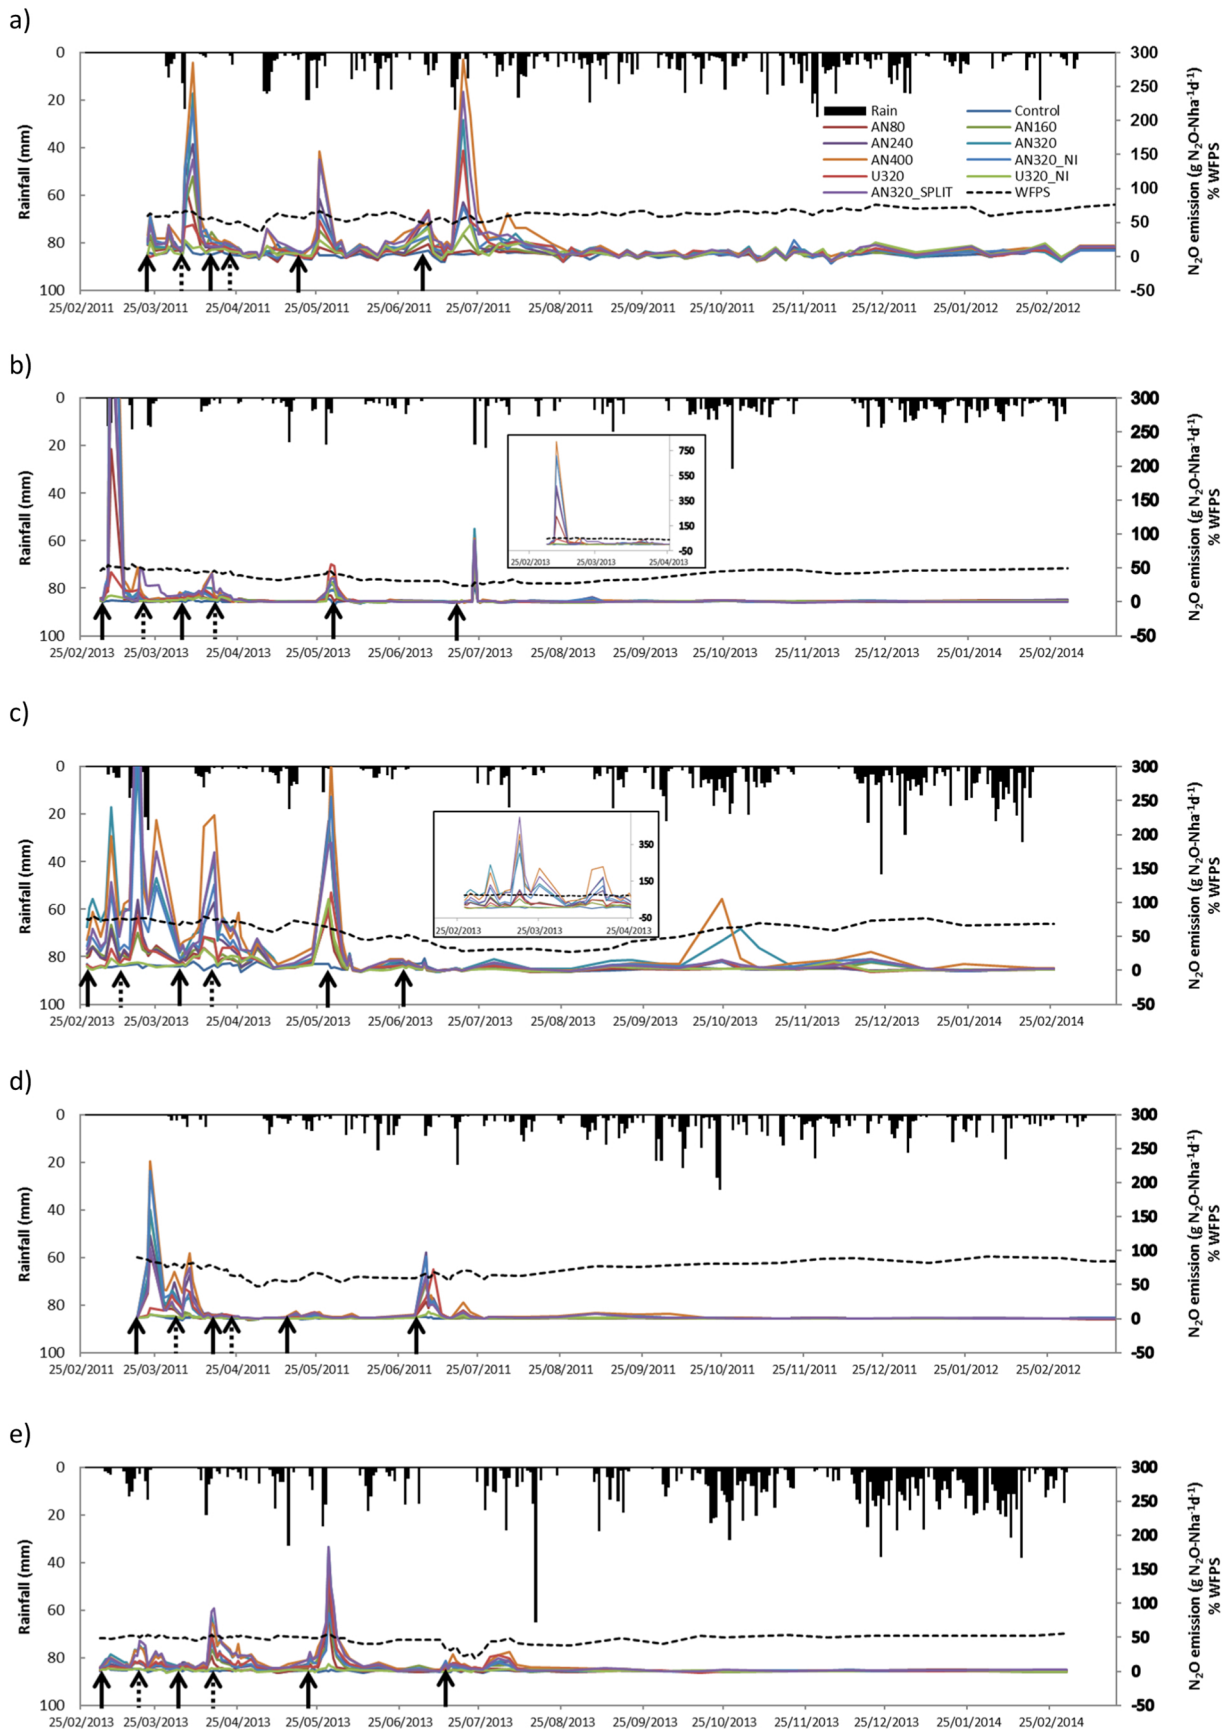 a)
0 20 40 60 80 100
Rainfall (mm)
300 250 200 150 100 50 0 -50
N₂O emission (g N₂O-Nha⁻¹d⁻¹)
% WFPS
Rain Control
AN80 AN160
AN240 AN320
AN400 AN320_NI
U320 U320_NI
AN320_SPLIT WFPS
25/02/2011 25/03/2011 25/04/2011 25/05/2011 25/06/2011 25/07/2011 25/08/2011 25/09/2011 25/10/2011 25/11/2011 25/12/2011 25/01/2012 25/02/2012
b)
0 20 40 60 80 100
Rainfall (mm)
300 250 200 150 100 50 0 -50
N₂O emission (g N₂O-Nha⁻¹d⁻¹)
% WFPS
750 550 350 150 -50
25/02/2013 25/03/2013 25/04/2013
25/02/2013 25/03/2013 25/04/2013 25/05/2013 25/06/2013 25/07/2013 25/08/2013 25/09/2013 25/10/2013 25/11/2013 25/12/2013 25/01/2014 25/02/2014
c)
0 20 40 60 80 100
Rainfall (mm)
300 250 200 150 100 50 0 -50
N₂O emission (g N₂O-Nha⁻¹d⁻¹)
% WFPS
350 150 -50
25/02/2013 25/03/2013 25/04/2013
25/02/2013 25/03/2013 25/04/2013 25/05/2013 25/06/2013 25/07/2013 25/08/2013 25/09/2013 25/10/2013 25/11/2013 25/12/2013 25/01/2014 25/02/2014
d)
0 20 40 60 80 100
Rainfall (mm)
300 250 200 150 100 50 0 -50
N₂O emission (g N₂O-Nha⁻¹d⁻¹)
% WFPS
25/02/2011 25/03/2011 25/04/2011 25/05/2011 25/06/2011 25/07/2011 25/08/2011 25/09/2011 25/10/2011 25/11/2011 25/12/2011 25/01/2012 25/02/2012
e)
0 20 40 60 80 100
Rainfall (mm)
300 250 200 150 100 50 0 -50
N₂O emission (g N₂O-Nha⁻¹d⁻¹)
% WFPS
25/02/2013 25/03/2013 25/04/2013 25/05/2013 25/06/2013 25/07/2013 25/08/2013 25/09/2013 25/10/2013 25/11/2013 25/12/2013 25/01/2014 25/02/2014